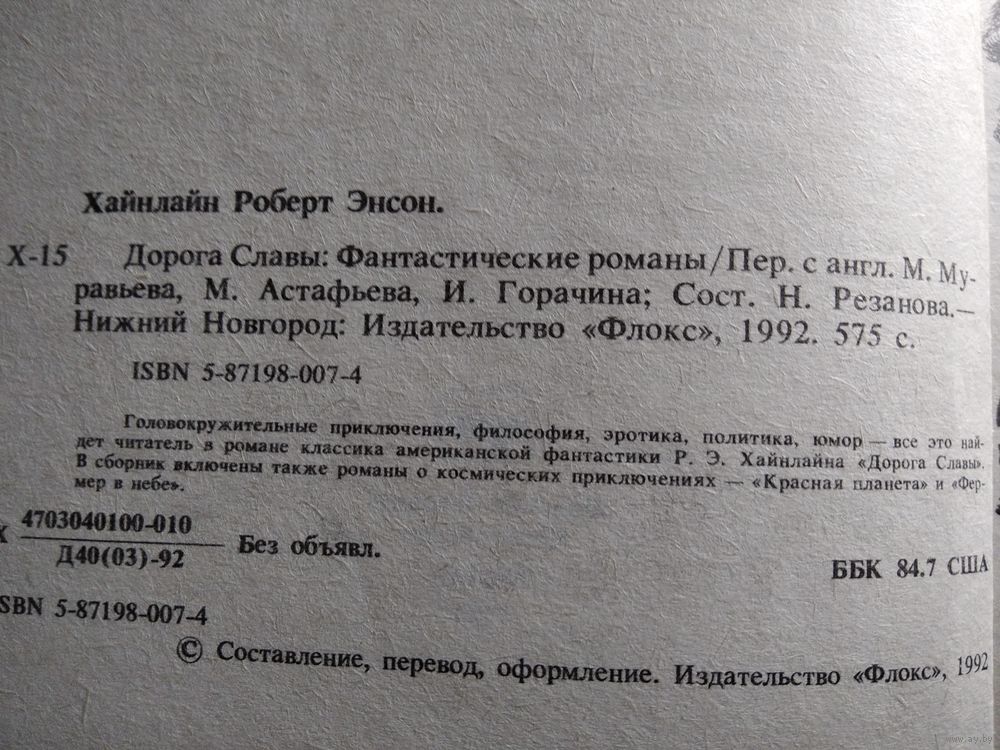 Хайнлайн Роберт Энсон.
Х-15 Дорога Славы: Фантастические романы/Пер. с англ. М. Му-
равьева, М. Астафьева, И. Горачина; Сост. Н. Резанова.—
Нижний Новгород: Издательство «Флокс», 1992. 575 с.
ISBN 5-87198-007-4
Головокружительные приключения, философия, эротика, политика, юмор — все это най-
дет читатель в романе классика американской фантастики Р. Э. Хайнлайна «Дорога Славы».
В сборник включены также романы о космических приключениях — «Красная планета» и «Фер-
мер в небе».
Х 4703040100-010
Д40(03)-92 Без объявл.
ББК 84.7 США
ISBN 5-87198-007-4
© Составление, перевод, оформление. Издательство «Флокс», 1992
www.ay.by